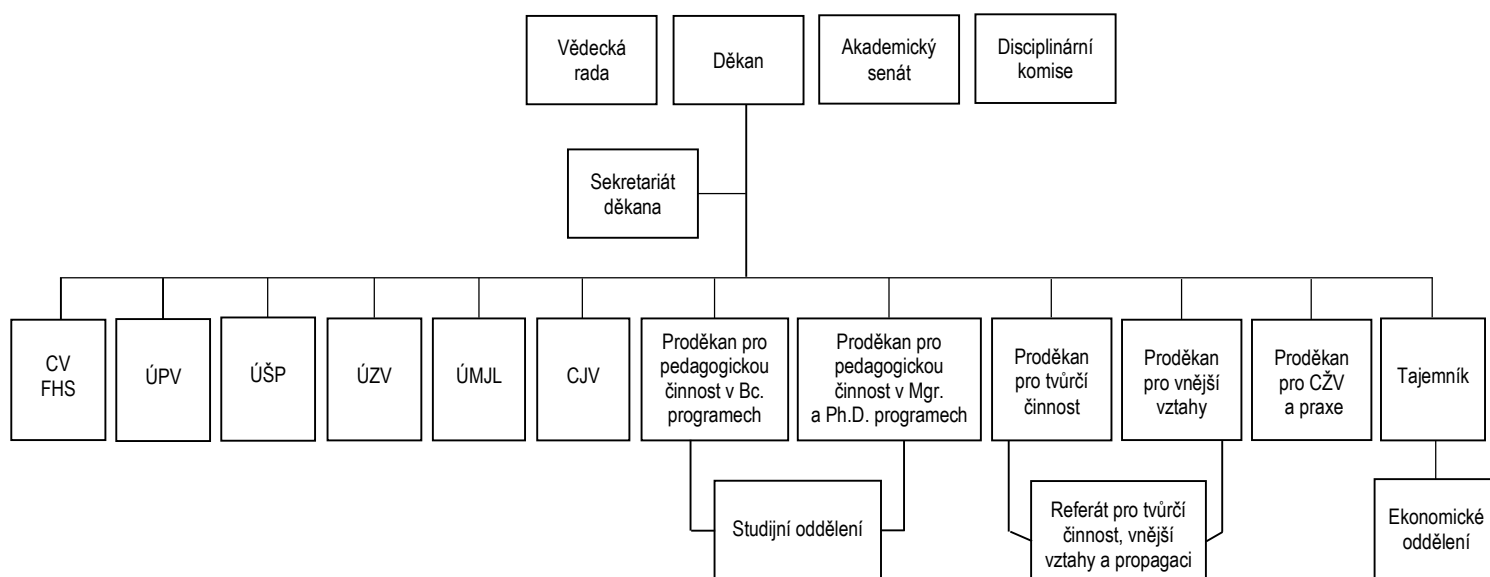 Vědecká
rada
Děkan
Akademický
senát
Disciplinární
komise
Sekretariát
děkana
CV
FHS
ÚPV
ÚŠP
ÚZV
ÚMJL
CJV
Proděkan pro
pedagogickou
činnost v Bc.
programech
Proděkan pro
pedagogickou
činnost v Mgr.
a Ph.D. programech
Proděkan
pro tvůrčí
činnost
Proděkan
pro vnější
vztahy
Proděkan
pro CŽV
a praxe
Tajemník
Studijní oddělení
Referát pro tvůrčí
činnost, vnější
vztahy a propagaci
Ekonomické
oddělení